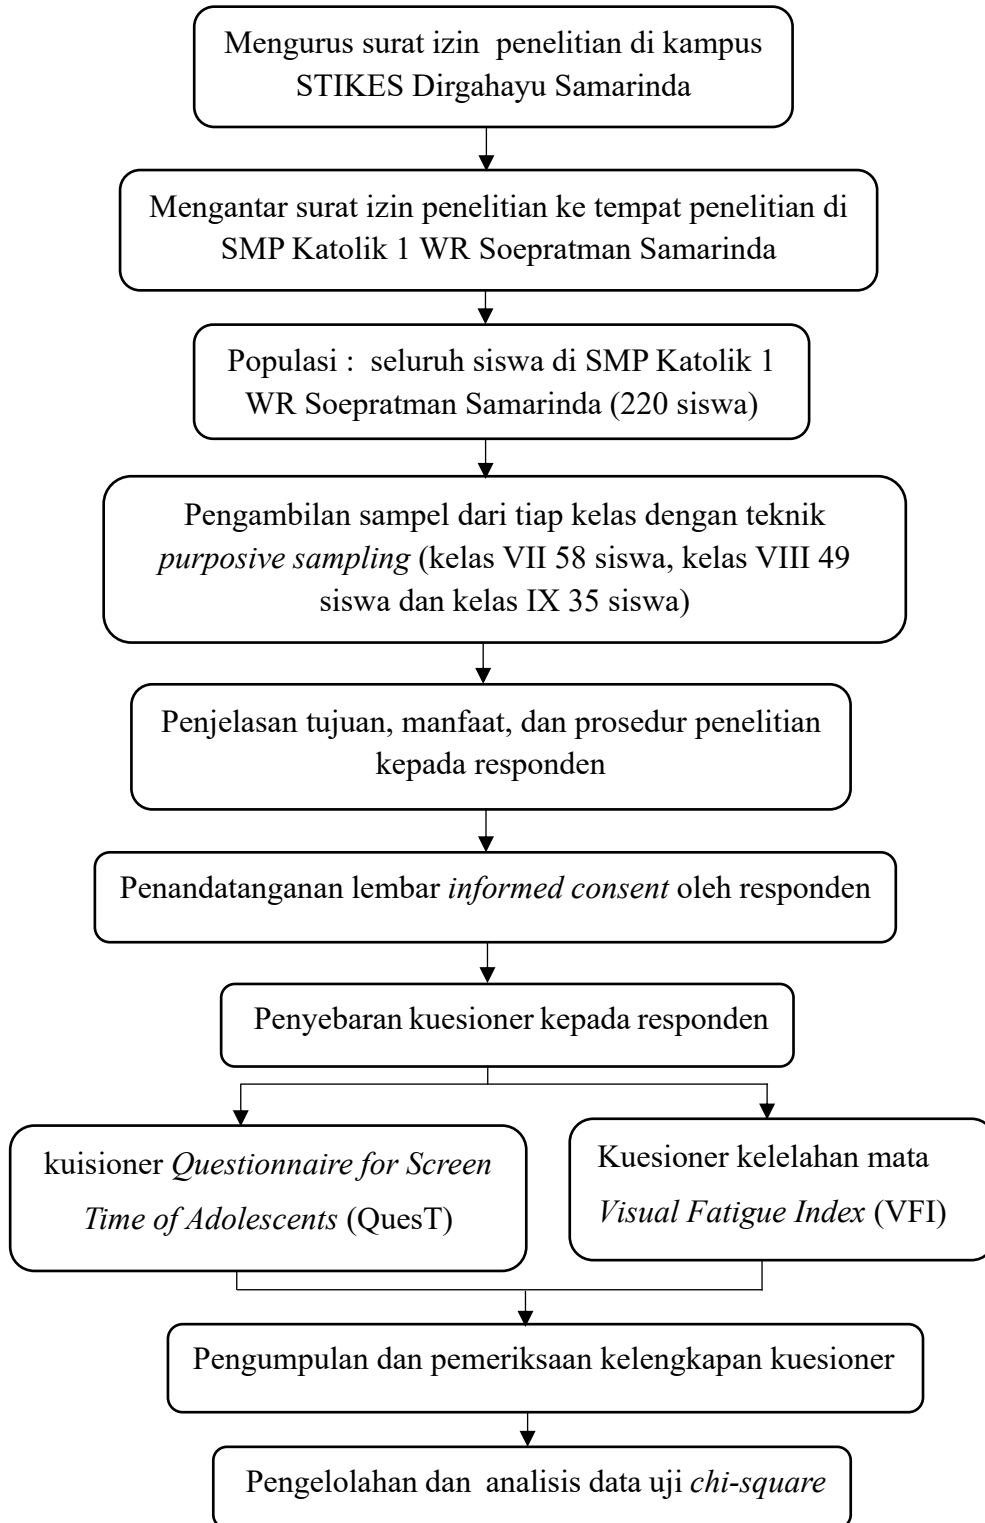 Mengurus surat izin penelitian di kampus
STIKES Dirgahayu Samarinda
Mengantar surat izin penelitian ke tempat penelitian di
SMP Katolik 1 WR Soepratman Samarinda
Populasi : seluruh siswa di SMP Katolik 1
WR Soepratman Samarinda (220 siswa)
Pengambilan sampel dari tiap kelas dengan teknik
purposive sampling (kelas VII 58 siswa, kelas VIII 49
siswa dan kelas IX 35 siswa)
Penjelasan tujuan, manfaat, dan prosedur penelitian
kepada responden
Penandatanganan lembar informed consent oleh responden
Penyebaran kuesioner kepada responden
kuisioner Questionnaire for Screen
Time of Adolescents (QuesT)
Kuesioner kelelahan mata
Visual Fatigue Index (VFI)
Pengumpulan dan pemeriksaan kelengkapan kuesioner
Pengelolahan dan analisis data uji chi-square